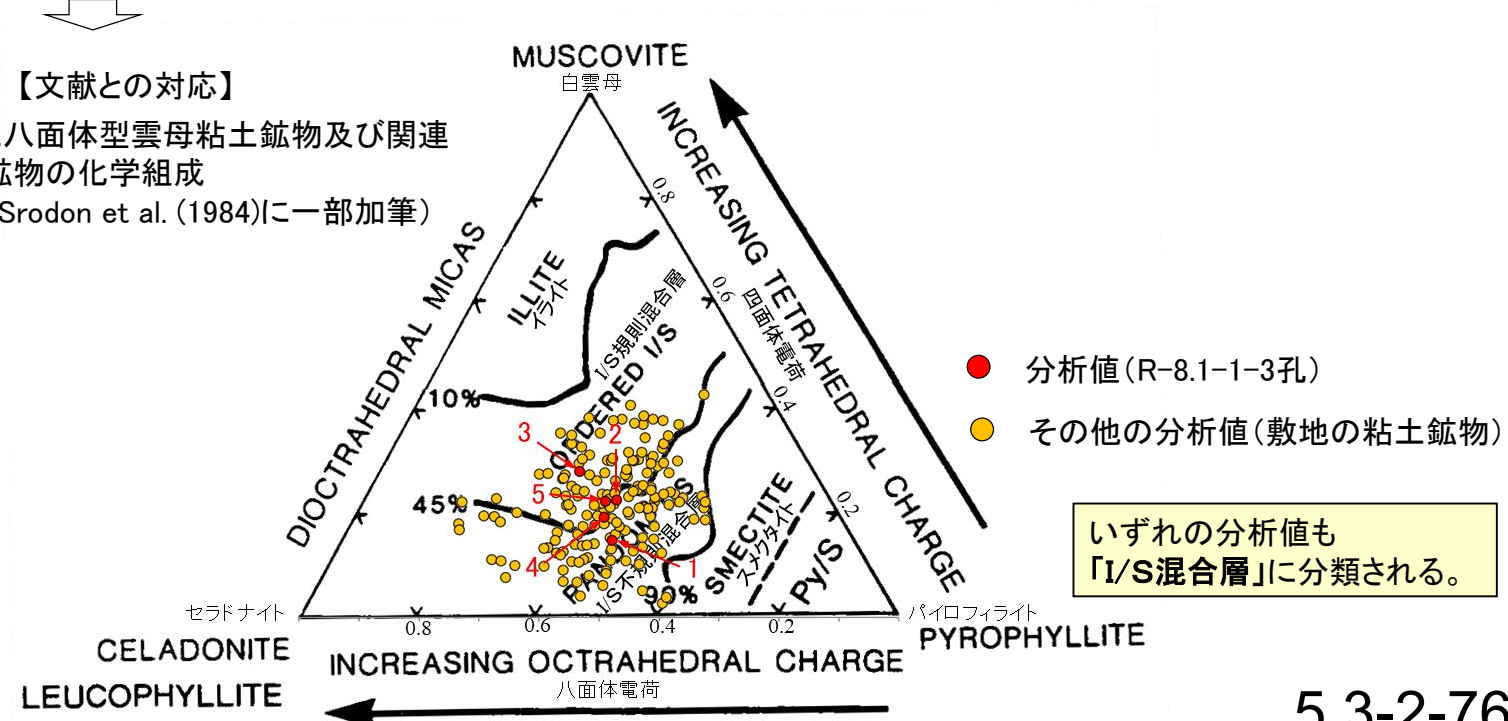 【文献との対応】
八面体型雲母粘土鉱物及び関連
鉱物の化学組成
Srodon et al. (1984)に一部加筆）
MUSCOVITE
白雲母
INCREASING TETRAHEDRAL CHARGE
四面体電荷
0.8
0.6
0.4
0.2
DIOCTRAHEDRAL MICAS
ILLITE
イライト
I/S規則混合層
ORDERED I/S
10%
45%
90%
3
2
5
4
1
I/S不規則混合層
SMECTITE
スメクタイト
Py/S
分析値（R-8.1-1-3孔）
その他の分析値（敷地の粘土鉱物）
いずれの分析値も
「I/S混合層」に分類される。
セラドナイト
0.8
0.6
0.4
0.2
パイロフィライト
CELADONITE
LEUCOPHYLLITE
INCREASING OCTRAHEDRAL CHARGE
八面体電荷
PYROPHYLLITE
5.3-2-76